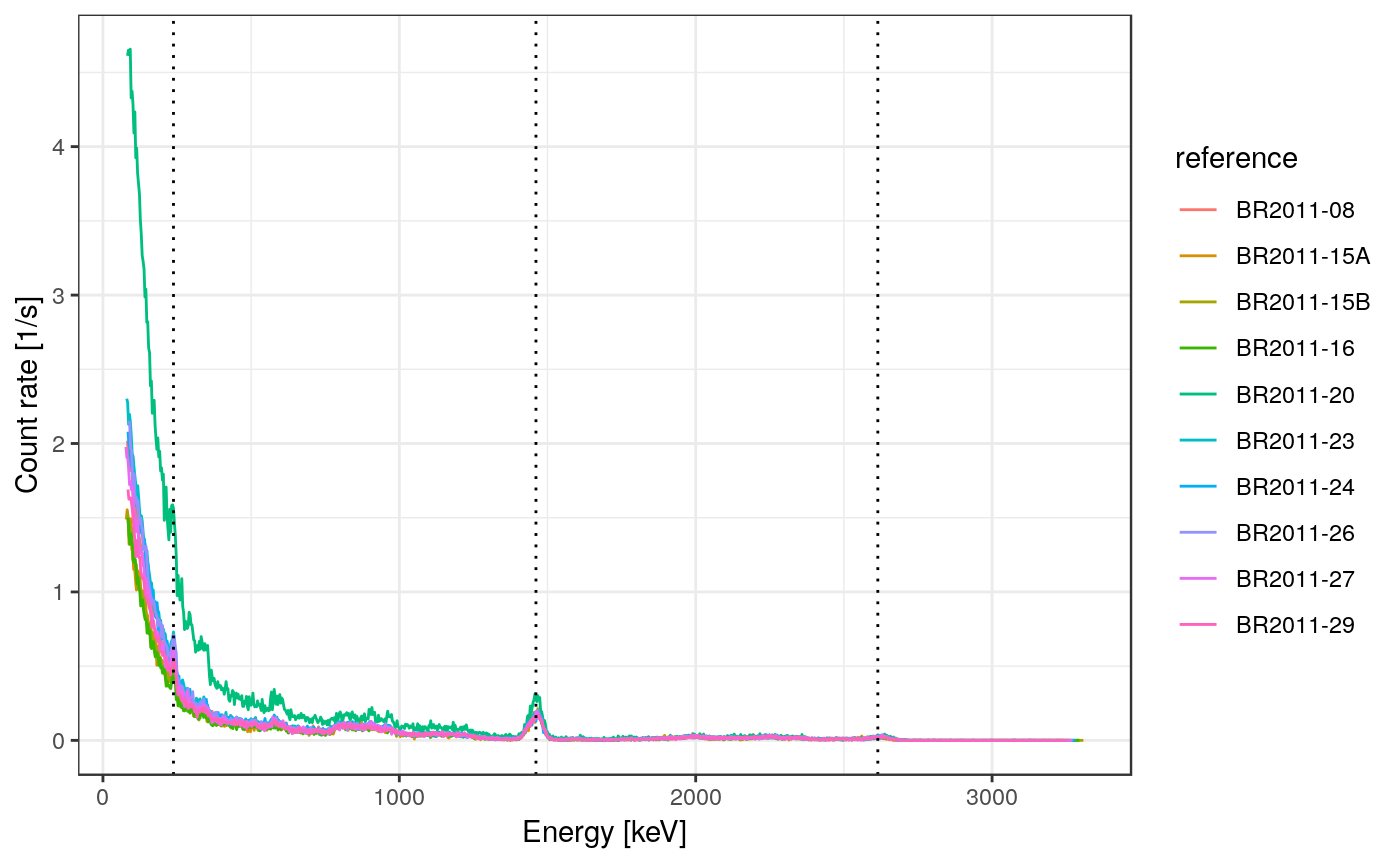 Count rate [1/s]
4
3
2
1
0
0 1000 2000 3000
Energy [keV]
reference
BR2011-08
BR2011-15A
BR2011-15B
BR2011-16
BR2011-20
BR2011-23
BR2011-24
BR2011-26
BR2011-27
BR2011-29